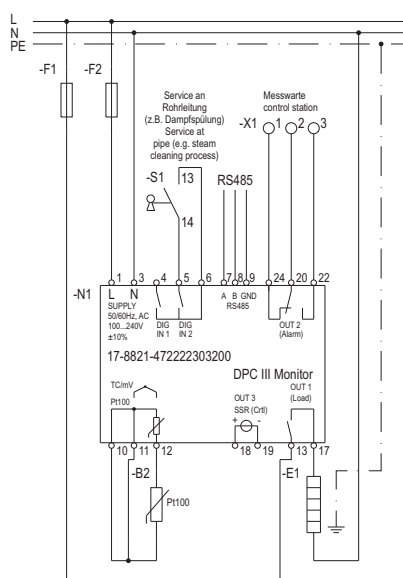 L
N
PE
-F1
-F2
Service an
Rohrleitung
(z.B. Dampfspülung)
Service at
pipe (e.g. steam
cleaning process)
Messwarte
control station
-X1 1 2 3
-S1 13
14
RS485
1 3 4 5 6 7 8 9 24 20 22
-N1
L N
SUPPLY
50/60Hz, AC
100...240V
±10%
DIG
IN 1
DIG
IN 2
A B GND
RS485
OUT 2
(Alarm)
17-8821-472222303200
DPC III Monitor
TC/mV
Pt100
OUT 3
SSR (Crtl)
+ -
OUT 1
(Load)
10 11 12 18 19 13 17
-B2
-E1
Pt100